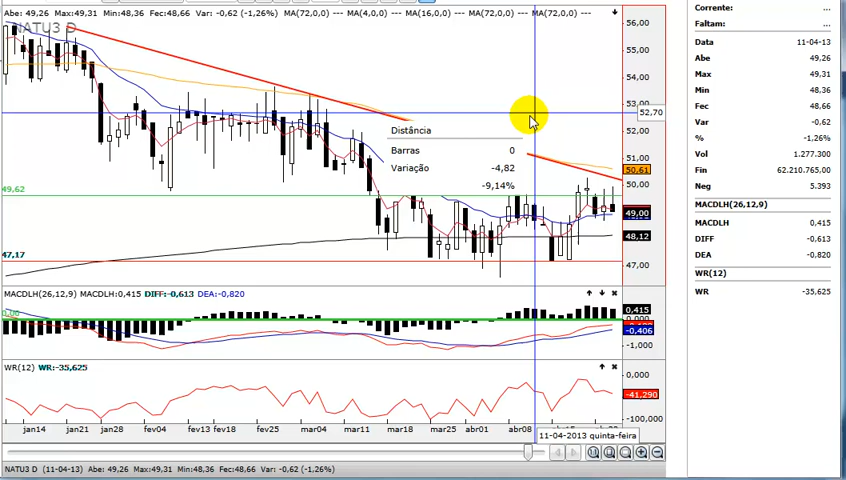 Abe: 49,26 Max:49,31 Min:48,36 Fec:48,66 Var: -0,62 (-1,26%) MA(72,0,0) --- MA(4,0,0) --- MA(16,0,0) --- MA(72,0,0) --- MA(72,0,0) ---
NATU3 D
56,00
55,00
54,00
53,00
52,70
52,00
51,00
50,61
50,00
49,62
49,00
48,12
47,17
47,00
Distância
Barras 0
Variação -4,82
-9,14%
MACDLH(26,12,9) MACDLH:0,415 DIFF:-0,613 DEA:-0,820
0,415
0,00
0,000
-0,406
-1,000
WR(12) WR:-35,625
0,000
-41,290
-100,000
jan14 jan21 jan28 fev04 fev13 fev18 fev25 mar04 mar11 mar18 mar25 abr01 abr08
11-04-2013 quinta-feira
NATU3 D (11-04-13) Abe: 49,26 Max:49,31 Min:48,36 Fec:48,66 Var: -0,62 (-1,26%)
Corrente: ...
Faltam: ...
Data 11-04-13
Abe 49,26
Max 49,31
Min 48,36
Fec 48,66
Var -0,62
% -1,26%
Vol 1.277.300
Fin 62.210.765,00
Neg 5.393
MACDLH(26,12,9)
MACDLH 0,415
DIFF -0,613
DEA -0,820
WR(12)
WR -35,625